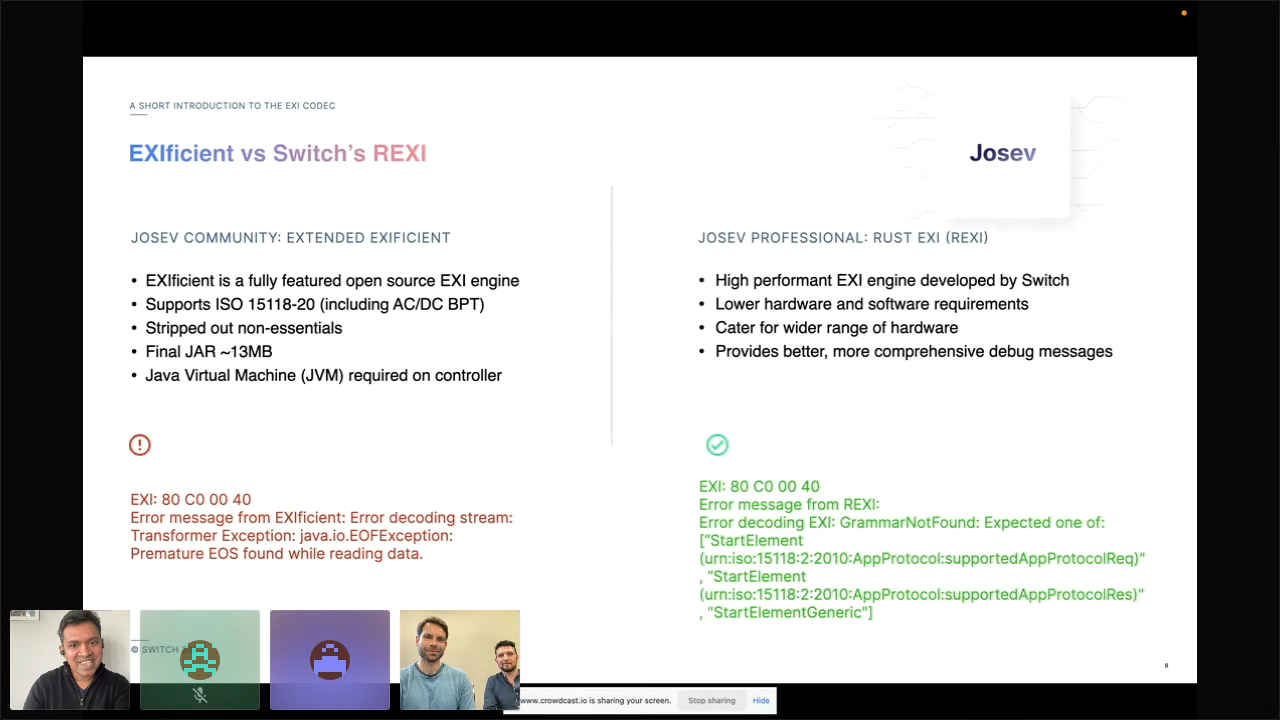 A SHORT INTRODUCTION TO THE EXI CODEC
EXIficient vs Switch's REXI
Josev
JOSEV COMMUNITY: EXTENDED EXIFICIENT
• EXIficient is a fully featured open source EXI engine
• Supports ISO 15118-20 (including AC/DC BPT)
• Stripped out non-essentials
• Final JAR ~13MB
• Java Virtual Machine (JVM) required on controller
EXI: 80 C0 00 40
Error message from EXIficient: Error decoding stream:
Transformer Exception: java.io.EOFException:
Premature EOS found while reading data.
JOSEV PROFESSIONAL: RUST EXI (REXI)
• High performant EXI engine developed by Switch
• Lower hardware and software requirements
• Cater for wider range of hardware
• Provides better, more comprehensive debug messages
EXI: 80 C0 00 40
Error message from REXI:
Error decoding EXI: GrammarNotFound: Expected one of:
["StartElement
(urn:iso:15118:2:2010:AppProtocol:supportedAppProtocolReq)"
, "StartElement
(urn:iso:15118:2:2010:AppProtocol:supportedAppProtocolRes)"
, "StartElementGeneric"]
© SWITCH
8
www.crowdcast.io is sharing your screen.
Stop sharing
Hide